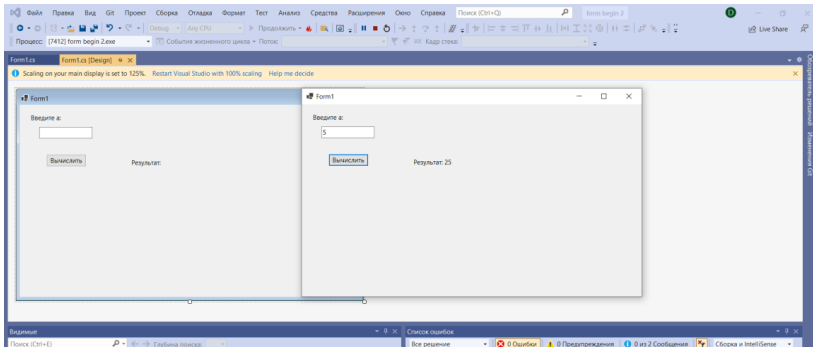 Файл Правка Вид Git Проект Сборка Отладка Формат Тест Анализ Средства Расширения Окно Справка Поиск (Ctrl+Q) form begin 2 D
Debug Any CPU Продолжить Live Share
Процесс: [7412] form begin 2.exe События жизненного цикла Поток: Кадр стека:
Form1.cs Form1.cs [Design]
Scaling on your main display is set to 125%. Restart Visual Studio with 100% scaling Help me decide
Form1
Введите a:
Вычислить
Результат:
Form1
Введите a:
5
Вычислить
Результат: 25
Обозреватель решений Изменения Git
Видимые
Поиск (Ctrl+E) Глубина поиска:
Список ошибок
Все решение 0 Ошибки 0 Предупреждения 0 из 2 Сообщения Сборка и IntelliSense